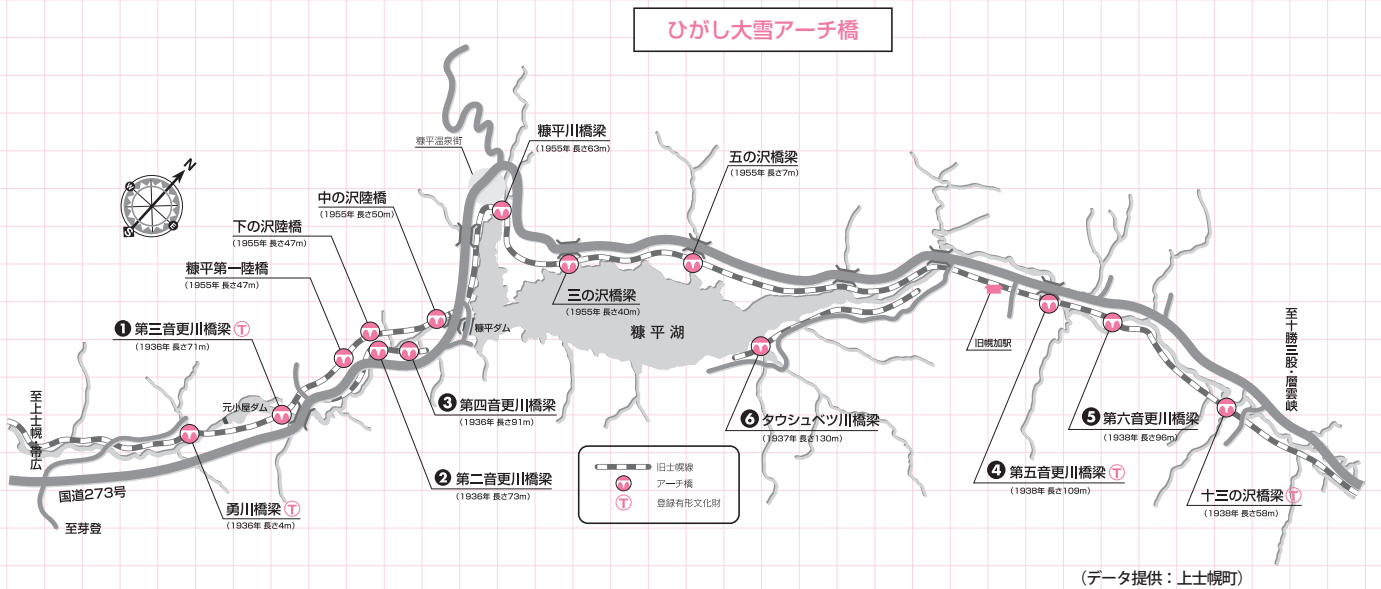 ひがし大雪アーチ橋
糠平川橋梁
(1955年 長さ63m)
糠平温泉街
五の沢橋梁
(1955年 長さ7m)
N
中の沢陸橋
(1955年 長さ50m)
下の沢陸橋
(1955年 長さ47m)
糠平第一陸橋
(1955年 長さ47m)
三の沢橋梁
(1955年 長さ40m)
❶ 第三音更川橋梁 Ⓣ
(1936年 長さ71m)
糠平ダム
糠平湖
旧幌加駅
至十勝三股・層雲峡
至上士幌・帯広
元小屋ダム
❸ 第四音更川橋梁
(1936年 長さ91m)
❻ タウシュベツ川橋梁
(1937年 長さ130m)
❺ 第六音更川橋梁
(1938年 長さ96m)
❷ 第二音更川橋梁
(1936年 長さ73m)
❹ 第五音更川橋梁 Ⓣ
(1938年 長さ109m)
旧士幌線
アーチ橋
Ⓣ 登録有形文化財
国道273号
勇川橋梁 Ⓣ
(1936年 長さ4m)
十三の沢橋梁 Ⓣ
(1938年 長さ58m)
至芽登
(データ提供：上士幌町)